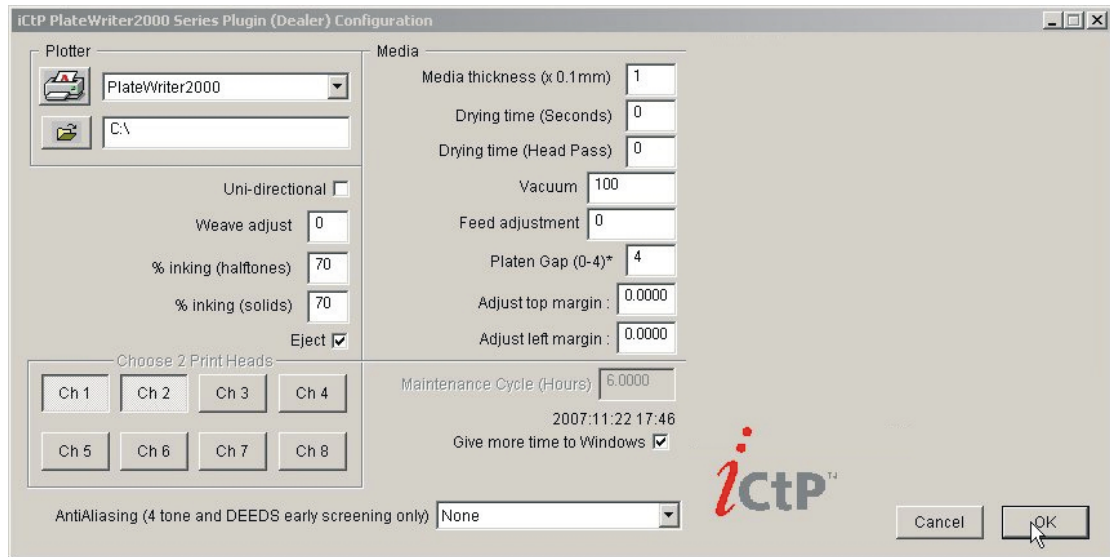 iCtP PlateWriter2000 Series Plugin (Dealer) Configuration
Plotter
PlateWriter2000
C:\
Uni-directional
Weave adjust 0
% inking (halftones) 70
% inking (solids) 70
Eject
Media
Media thickness (x 0.1mm) 1
Drying time (Seconds) 0
Drying time (Head Pass) 0
Vacuum 100
Feed adjustment 0
Platen Gap (0-4)* 4
Adjust top margin : 0.0000
Adjust left margin : 0.0000
Choose 2 Print Heads
Ch 1 Ch 2 Ch 3 Ch 4
Ch 5 Ch 6 Ch 7 Ch 8
Maintenance Cycle (Hours) 6.0000
2007:11:22 17:46
Give more time to Windows
AntiAliasing (4 tone and DEEDS early screening only) None
iCtP™
Cancel OK